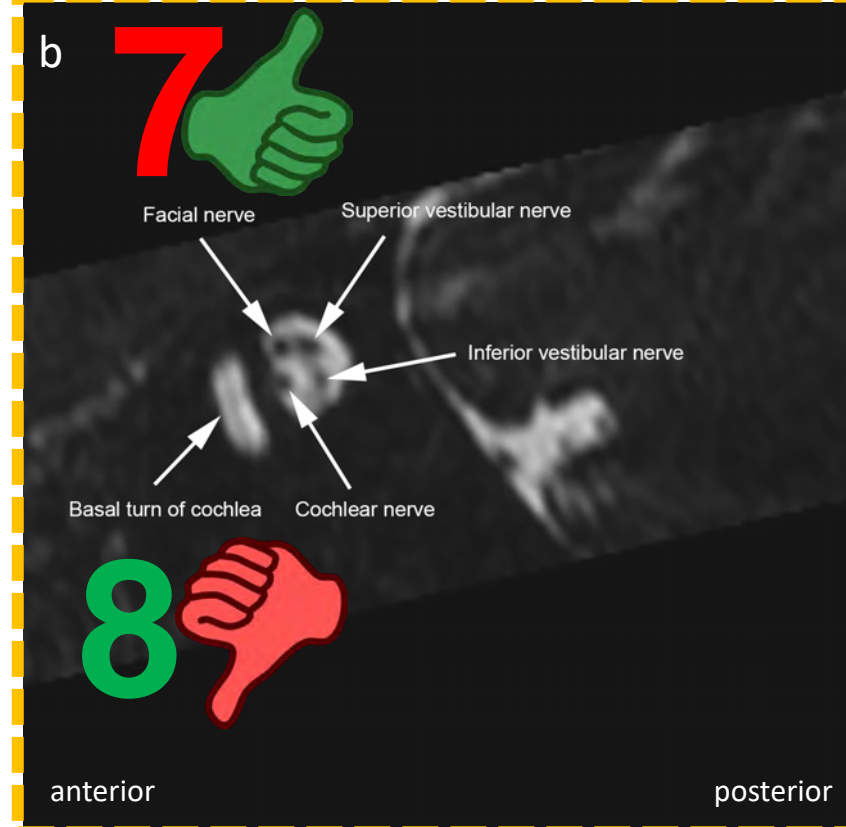 b
7
Facial nerve
Superior vestibular nerve
Inferior vestibular nerve
Basal turn of cochlea
Cochlear nerve
8
anterior
posterior